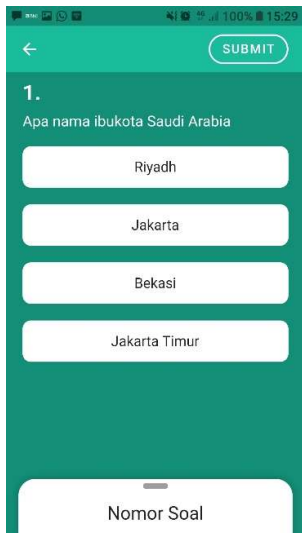 100% 15:29
SUBMIT
1.
Apa nama ibukota Saudi Arabia
Riyadh
Jakarta
Bekasi
Jakarta Timur
Nomor Soal